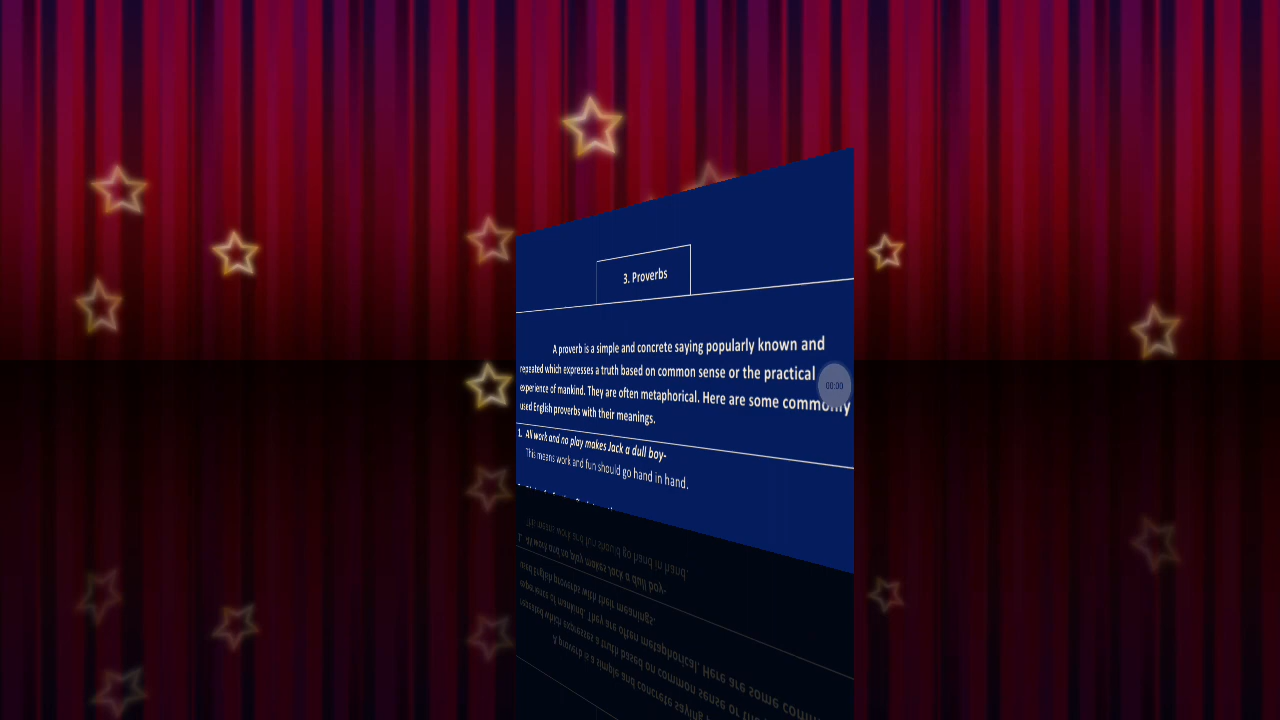 3. Proverbs
A proverb is a simple and concrete saying popularly known and
repeated which expresses a truth based on common sense or the practical
00:00
experience of mankind. They are often metaphorical. Here are some commonly
used English proverbs with their meanings.
1. All work and no play makes Jack a dull boy-
This means work and fun should go hand in hand.